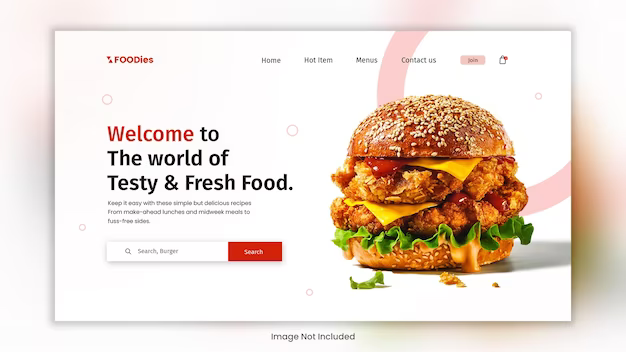 FOODies
Home Hot Item Menus Contact us Join
Welcome to
The world of
Testy & Fresh Food.
Keep it easy with these simple but delicious recipes
From make-ahead lunches and midweek meals to
fuss-free sides.
Search, Burger Search
Image Not Included